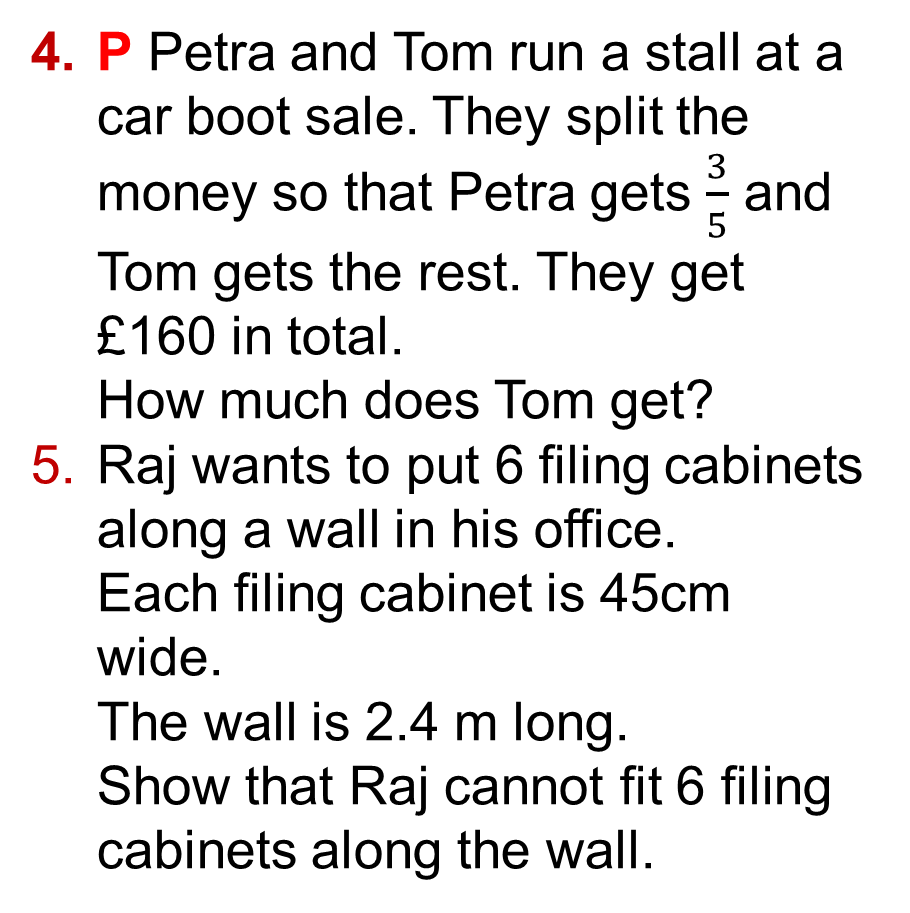 4. P Petra and Tom run a stall at a
car boot sale. They split the
money so that Petra gets 3/5 and
Tom gets the rest. They get
£160 in total.
How much does Tom get?
5. Raj wants to put 6 filing cabinets
along a wall in his office.
Each filing cabinet is 45cm
wide.
The wall is 2.4 m long.
Show that Raj cannot fit 6 filing
cabinets along the wall.